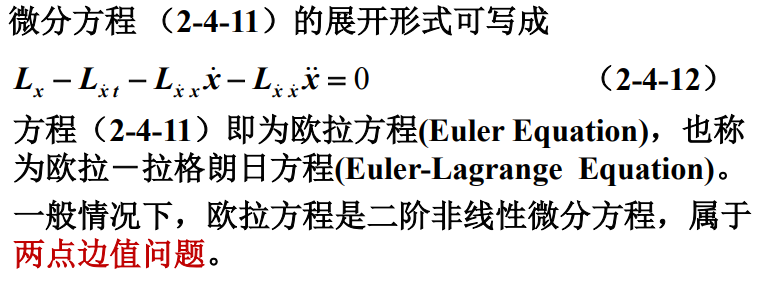 微分方程 （2-4-11）的展开形式可写成
$L_x - L_{\dot{x}t} - L_{\dot{x}x}\dot{x} - L_{\dot{x}\dot{x}}\ddot{x} = 0$ （2-4-12）
方程（2-4-11）即为欧拉方程(Euler Equation)，也称
为欧拉－拉格朗日方程(Euler-Lagrange Equation)。
一般情况下，欧拉方程是二阶非线性微分方程，属于
两点边值问题。